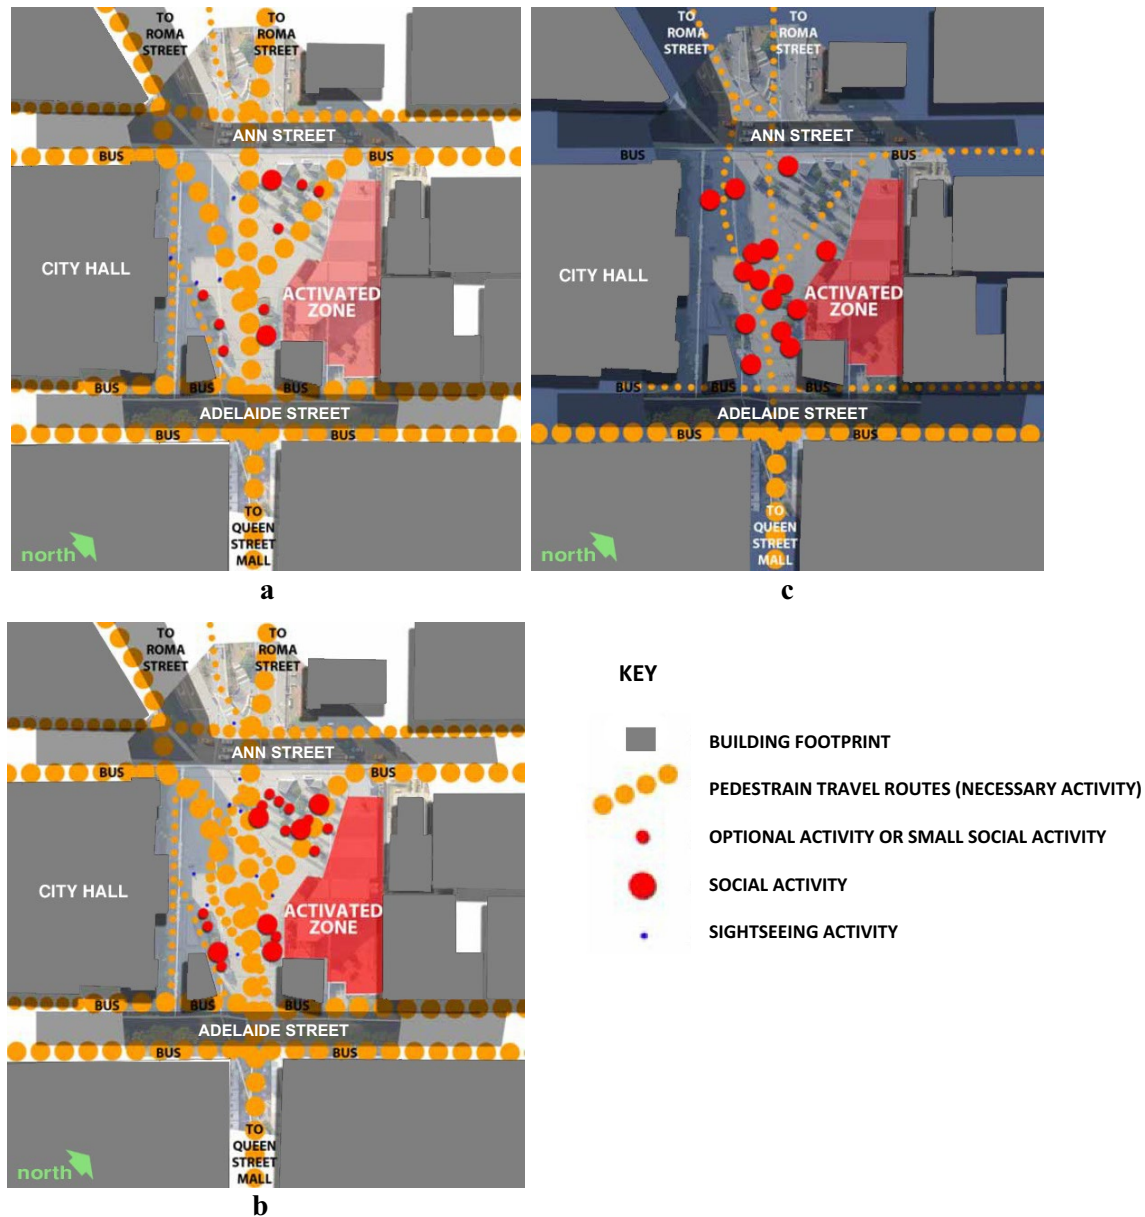 TO
ROMA
STREET
TO
ROMA
STREET
ANN STREET
BUS
BUS
CITY HALL
ACTIVATED
ZONE
BUS
BUS
BUS
ADELAIDE STREET
BUS
BUS
TO
QUEEN
STREET
MALL
north
a
TO
ROMA
STREET
TO
ROMA
STREET
ANN STREET
BUS
BUS
CITY HALL
ACTIVATED
ZONE
BUS
BUS
BUS
ADELAIDE STREET
BUS
BUS
TO
QUEEN
STREET
MALL
north
c
TO
ROMA
STREET
TO
ROMA
STREET
ANN STREET
BUS
BUS
CITY HALL
ACTIVATED
ZONE
BUS
BUS
BUS
ADELAIDE STREET
BUS
BUS
TO
QUEEN
STREET
MALL
north
b
KEY
BUILDING FOOTPRINT
PEDESTRAIN TRAVEL ROUTES (NECESSARY ACTIVITY)
OPTIONAL ACTIVITY OR SMALL SOCIAL ACTIVITY
SOCIAL ACTIVITY
SIGHTSEEING ACTIVITY